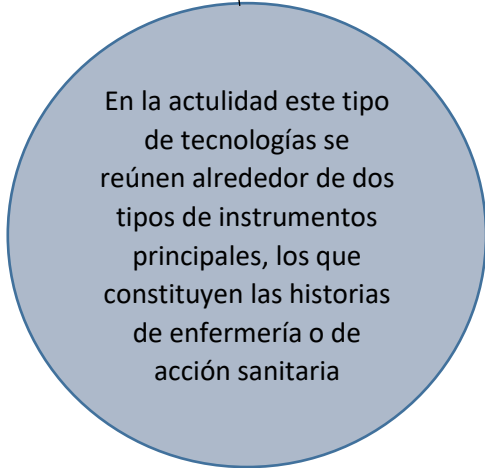 En la actulidad este tipo
de tecnologías se
reúnen alrededor de dos
tipos de instrumentos
principales, los que
constituyen las historias
de enfermería o de
acción sanitaria